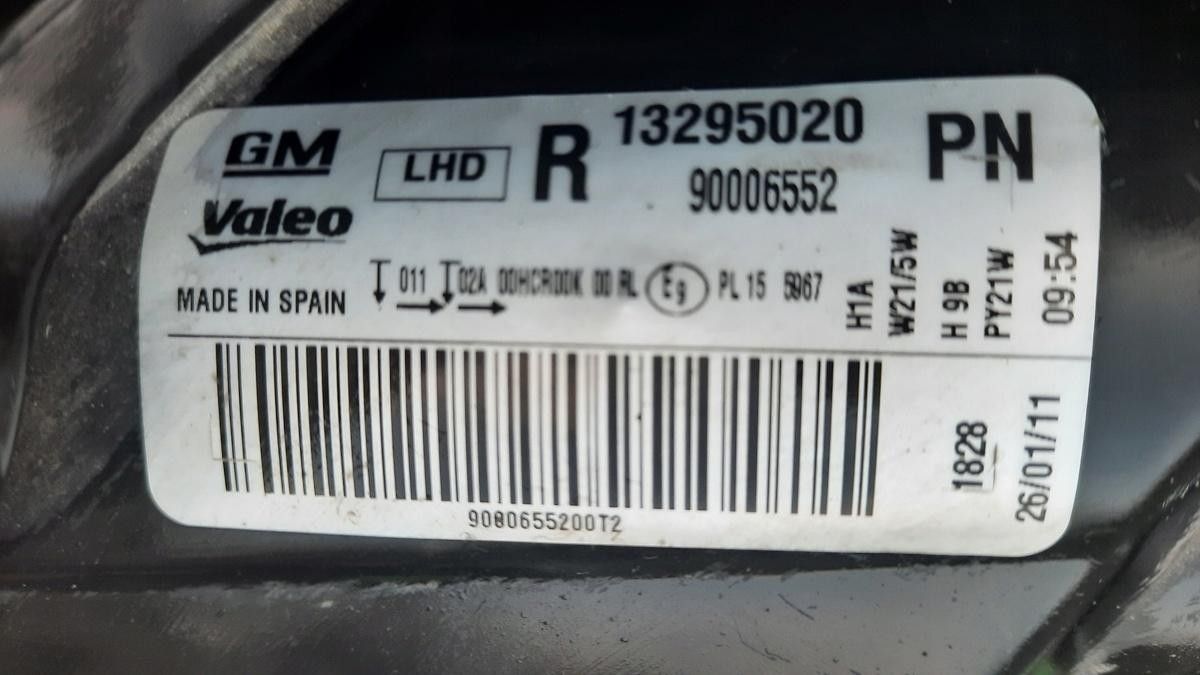 GM
Valeo
LHD
R
13295020
90006552
PN
MADE IN SPAIN
011 02A 00HCR00K 00 RL E9 PL 15 5967
H1A
W21/5W
H 9B
PY21W
09:54
1828
26/01/11
9000655200T2